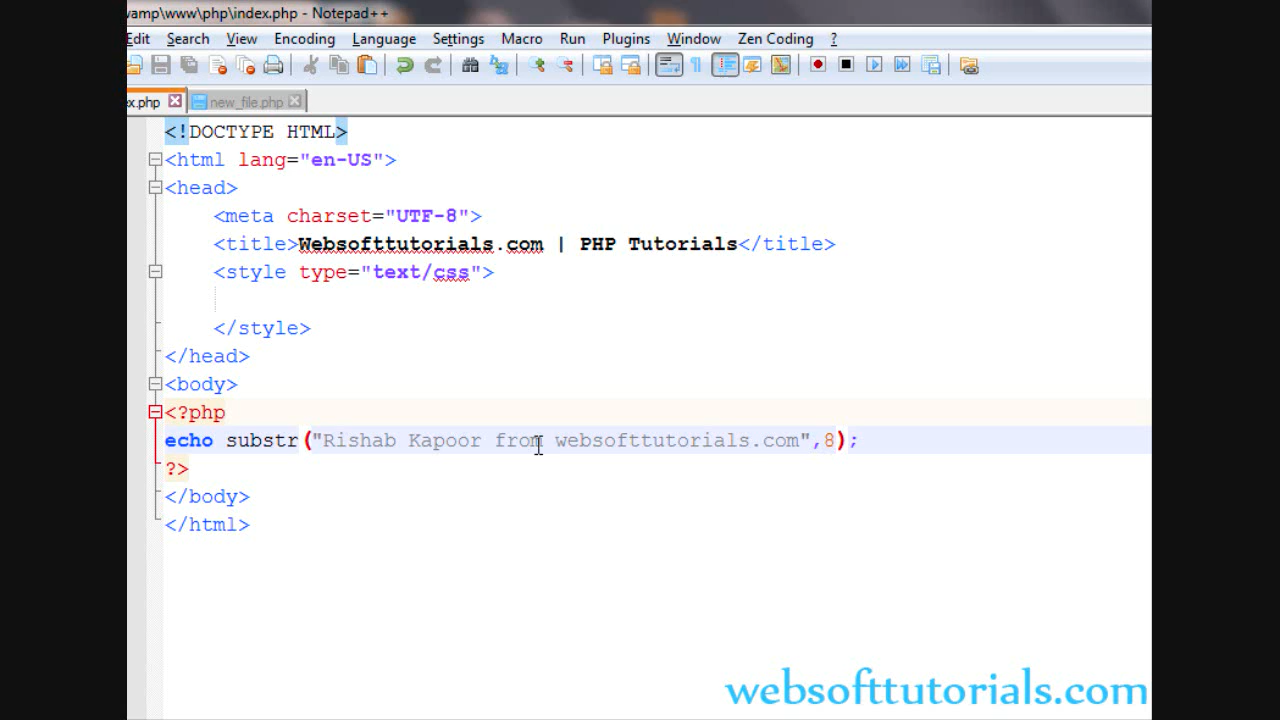 wamp\www\php\index.php - Notepad++
Edit Search View Encoding Language Settings Macro Run Plugins Window Zen Coding ?
ex.php new_file.php
<!DOCTYPE HTML>
<html lang="en-US">
<head>
<meta charset="UTF-8">
<title>Websofttutorials.com | PHP Tutorials</title>
<style type="text/css">
</style>
</head>
<body>
<?php
echo substr("Rishab Kapoor from websofttutorials.com",8);
?>
</body>
</html>
websofttutorials.com